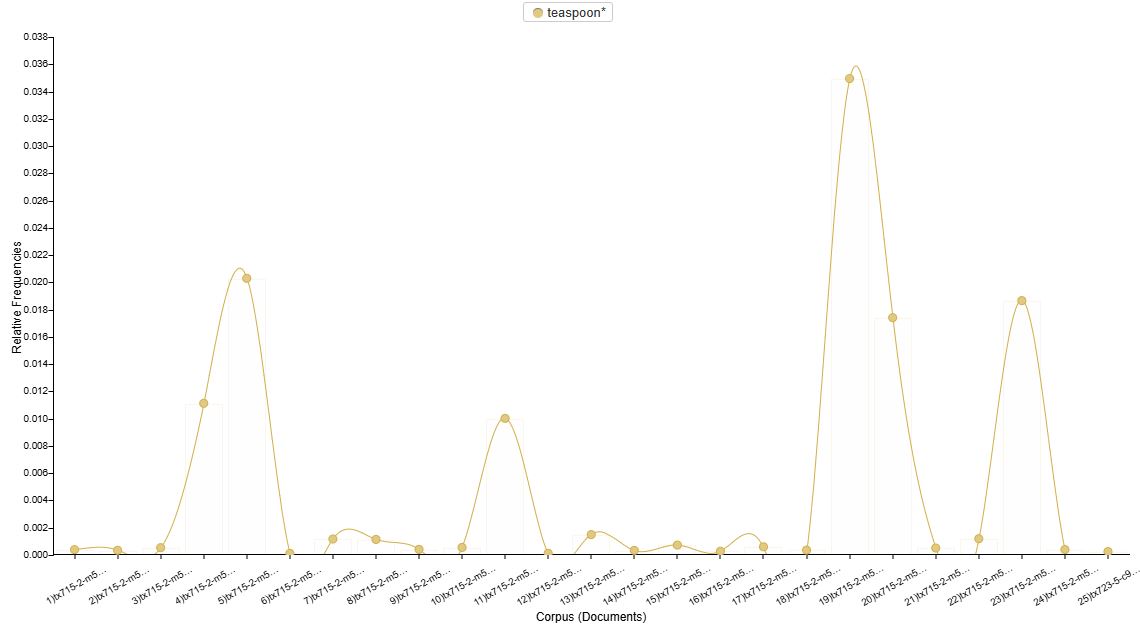 teaspoon*
0.038
0.036
0.034
0.032
0.030
0.028
0.026
0.024
0.022
0.020
0.018
0.016
0.014
0.012
0.010
0.008
0.006
0.004
0.002
0.000
Relative Frequencies
1)tx715-2-m5...
2)tx715-2-m5...
3)tx715-2-m5...
4)tx715-2-m5...
5)tx715-2-m5...
6)tx715-2-m5...
7)tx715-2-m5...
8)tx715-2-m5...
9)tx715-2-m5...
10)tx715-2-m5...
11)tx715-2-m5...
12)tx715-2-m5...
13)tx715-2-m5...
14)tx715-2-m5...
15)tx715-2-m5...
16)tx715-2-m5...
17)tx715-2-m5...
18)tx715-2-m5...
19)tx715-2-m5...
20)tx715-2-m5...
21)tx715-2-m5...
22)tx715-2-m5...
23)tx715-2-m5...
24)tx715-2-m5...
25)tx723-5-c9...
Corpus (Documents)